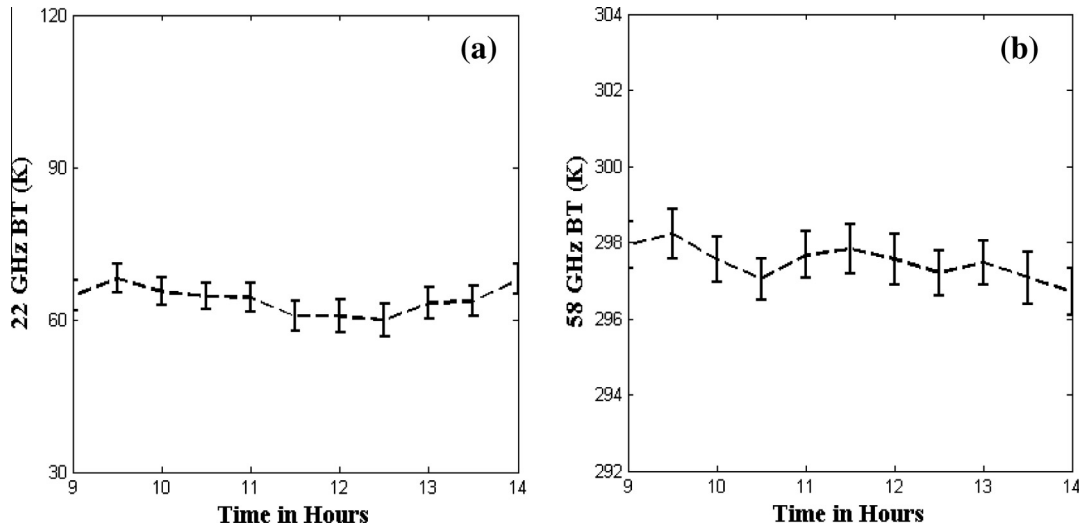 120
90
60
30
22 GHz BT (K)
(a)
9 10 11 12 13 14
Time in Hours
304
302
300
298
296
294
292
58 GHz BT (K)
(b)
9 10 11 12 13 14
Time in Hours